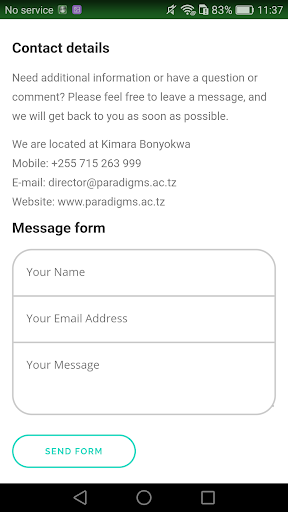 No service 83% 11:37
Contact details
Need additional information or have a question or
comment? Please feel free to leave a message, and
we will get back to you as soon as possible.
We are located at Kimara Bonyokwa
Mobile: +255 715 263 999
E-mail: director@paradigms.ac.tz
Website: www.paradigms.ac.tz
Message form
Your Name
Your Email Address
Your Message
SEND FORM